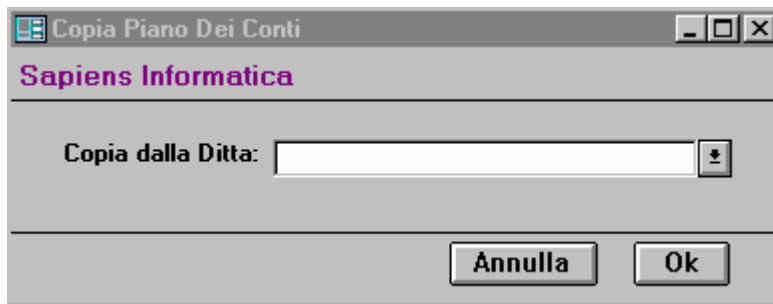 Copia Piano Dei Conti
Sapiens Informatica
Copia dalla Ditta:
Annulla Ok